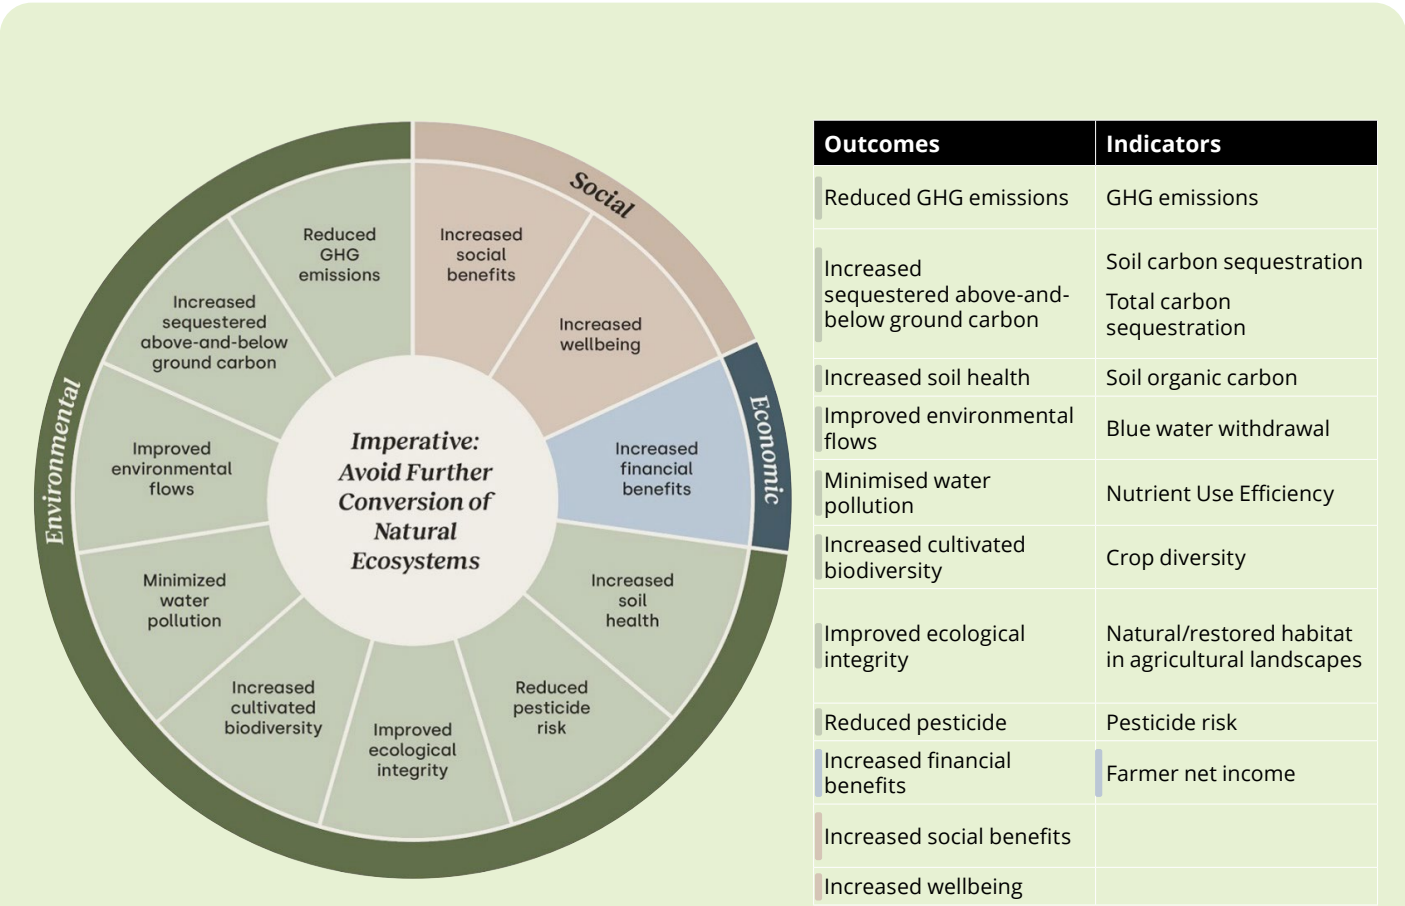 Social
Economic
Environmental
Reduced
GHG
emissions
Increased
social
benefits
Increased
sequestered
above-and-below
ground carbon
Increased
wellbeing
Improved
environmental
flows
Increased
financial
benefits
Imperative:
Avoid Further
Conversion of
Natural
Ecosystems
Minimized
water
pollution
Increased
soil
health
Increased
cultivated
biodiversity
Improved
ecological
integrity
Reduced
pesticide
risk
Outcomes
Indicators
Reduced GHG emissions
GHG emissions
Increased
sequestered above-and-
below ground carbon
Soil carbon sequestration
Total carbon
sequestration
Increased soil health
Soil organic carbon
Improved environmental
flows
Blue water withdrawal
Minimised water
pollution
Nutrient Use Efficiency
Increased cultivated
biodiversity
Crop diversity
Improved ecological
integrity
Natural/restored habitat
in agricultural landscapes
Reduced pesticide
Pesticide risk
Increased financial
benefits
Farmer net income
Increased social benefits
Increased wellbeing